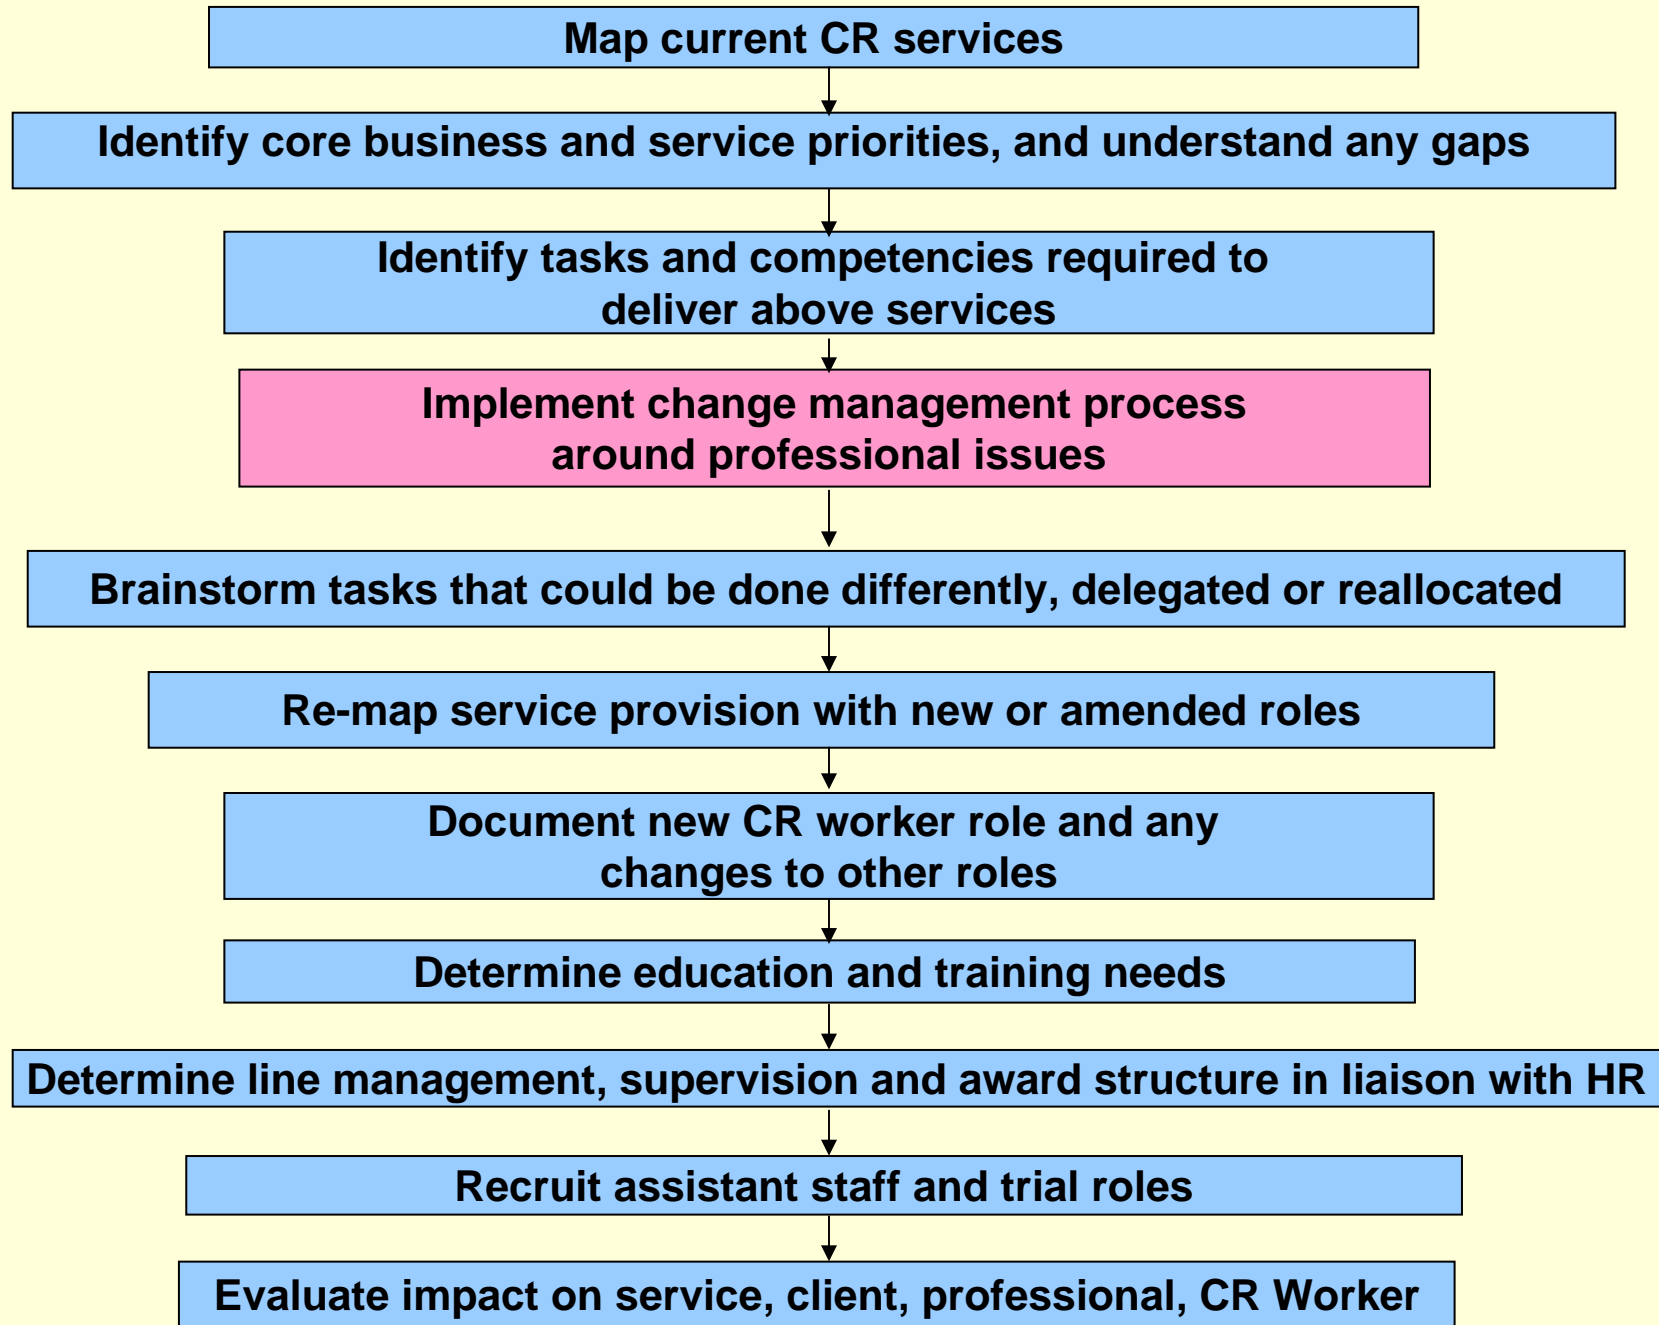 Map current CR services
Identify core business and service priorities, and understand any gaps
Identify tasks and competencies required to
deliver above services
Implement change management process
around professional issues
Brainstorm tasks that could be done differently, delegated or reallocated
Re-map service provision with new or amended roles
Document new CR worker role and any
changes to other roles
Determine education and training needs
Determine line management, supervision and award structure in liaison with HR
Recruit assistant staff and trial roles
Evaluate impact on service, client, professional, CR Worker